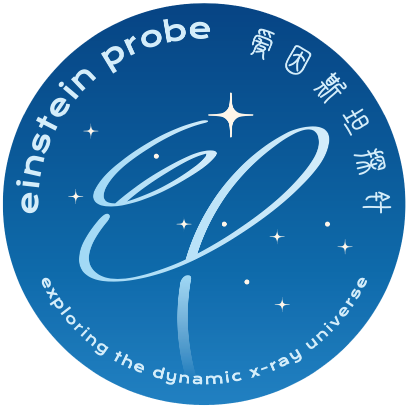 einstein probe
爱因斯坦探针
exploring the dynamic x-ray universe